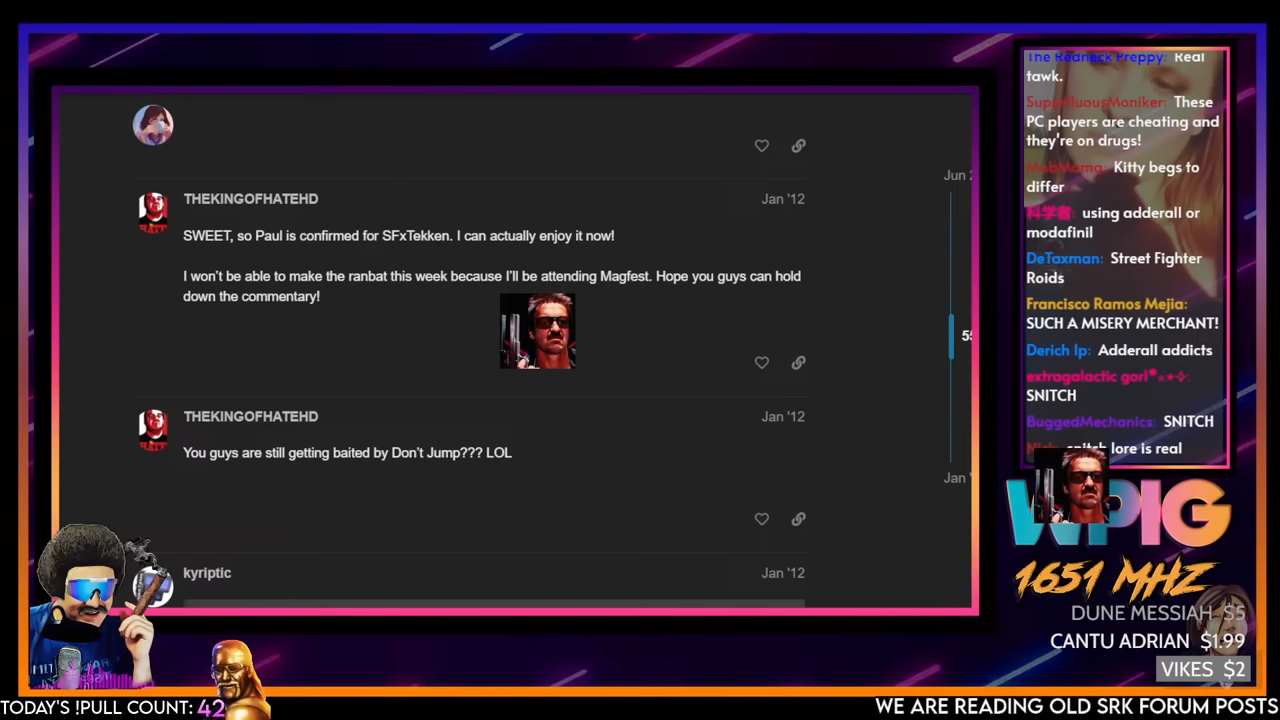 THEKINGOFHATEHD
Jan '12
SWEET, so Paul is confirmed for SFxTekken. I can actually enjoy it now!
I won't be able to make the ranbat this week because I'll be attending Magfest. Hope you guys can hold
down the commentary!
THEKINGOFHATEHD
Jan '12
You guys are still getting baited by Don't Jump??? LOL
kyriptic
Jan '12
Jun 2
Jan '
The Redneck Preppy: Real
tawk.
SuperfluousMoniker: These
PC players are cheating and
they're on drugs!
MobMama: Kitty begs to
differ
科学者: using adderall or
modafinil
DeTaxman: Street Fighter
Roids
Francisco Ramos Mejia:
SUCH A MISERY MERCHANT!
Derich Ip: Adderall addicts
extragalactic gorl
SNITCH
BuggedMechanics: SNITCH
snitch lore is real
WPIG
1651 MHZ
DUNE MESSIAH $5
CANTU ADRIAN $1.99
VIKES $2
TODAY'S !PULL COUNT: 42
WE ARE READING OLD SRK FORUM POSTS